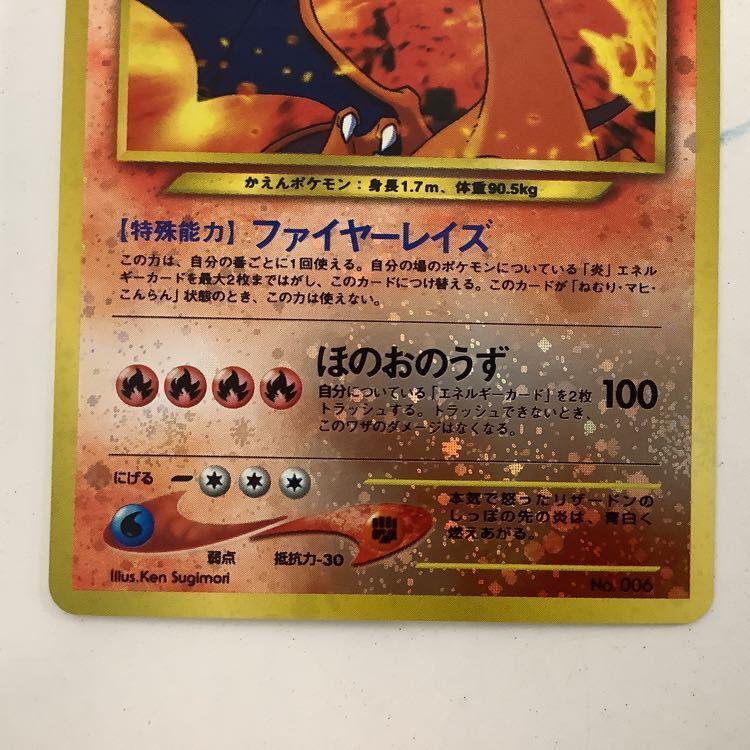 かえんポケモン：身長1.7m、体重90.5kg
【特殊能力】ファイヤーレイズ
この力は、自分の番ごとに1回使える。自分の場のポケモンについている「炎」エネル
ギーカードを最大2枚まではがし、このカードにつけ替える。このカードが「ねむり・マヒ・
こんらん」状態のとき、この力は使えない。
ほのおのうず
自分についている「エネルギーカード」を2枚
トラッシュする。トラッシュできないとき、
このワザのダメージはなくなる。
100
にげる
弱点
抵抗力-30
本気で怒ったリザードンの
しっぽの先の炎は、青白く
燃えあがる。
Illus.Ken Sugimori
No. 006